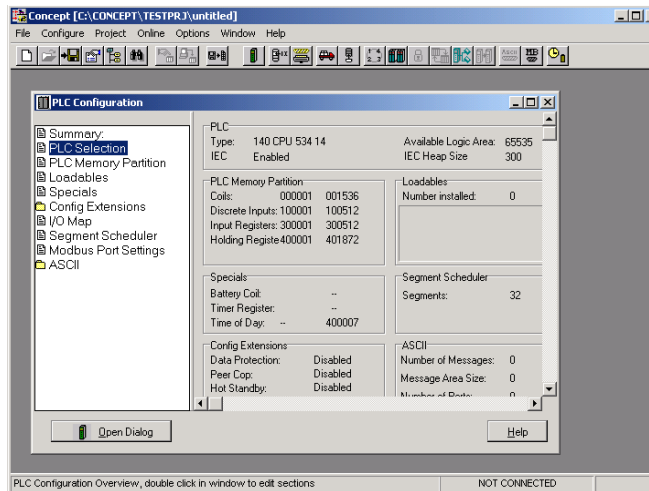 Concept [C:\CONCEPT\TESTPRJ\untitled]
File Configure Project Online Options Window Help
PLC Configuration
Summary:
PLC Selection
PLC Memory Partition
Loadables
Specials
Config Extensions
I/O Map
Segment Scheduler
Modbus Port Settings
ASCII
PLC
Type: 140 CPU 534 14 Available Logic Area: 65535
IEC Enabled IEC Heap Size 300
PLC Memory Partition
Coils: 000001 001536
Discrete Inputs: 100001 100512
Input Registers: 300001 300512
Holding Registe 400001 401872
Loadables
Number installed: 0
Specials
Battery Coil: --
Timer Register: --
Time of Day: -- 400007
Segment Scheduler
Segments: 32
Config Extensions
Data Protection: Disabled
Peer Cop: Disabled
Hot Standby: Disabled
ASCII
Number of Messages: 0
Message Area Size: 0
Number of Ports: 0
Open Dialog
Help
PLC Configuration Overview, double click in window to edit sections NOT CONNECTED